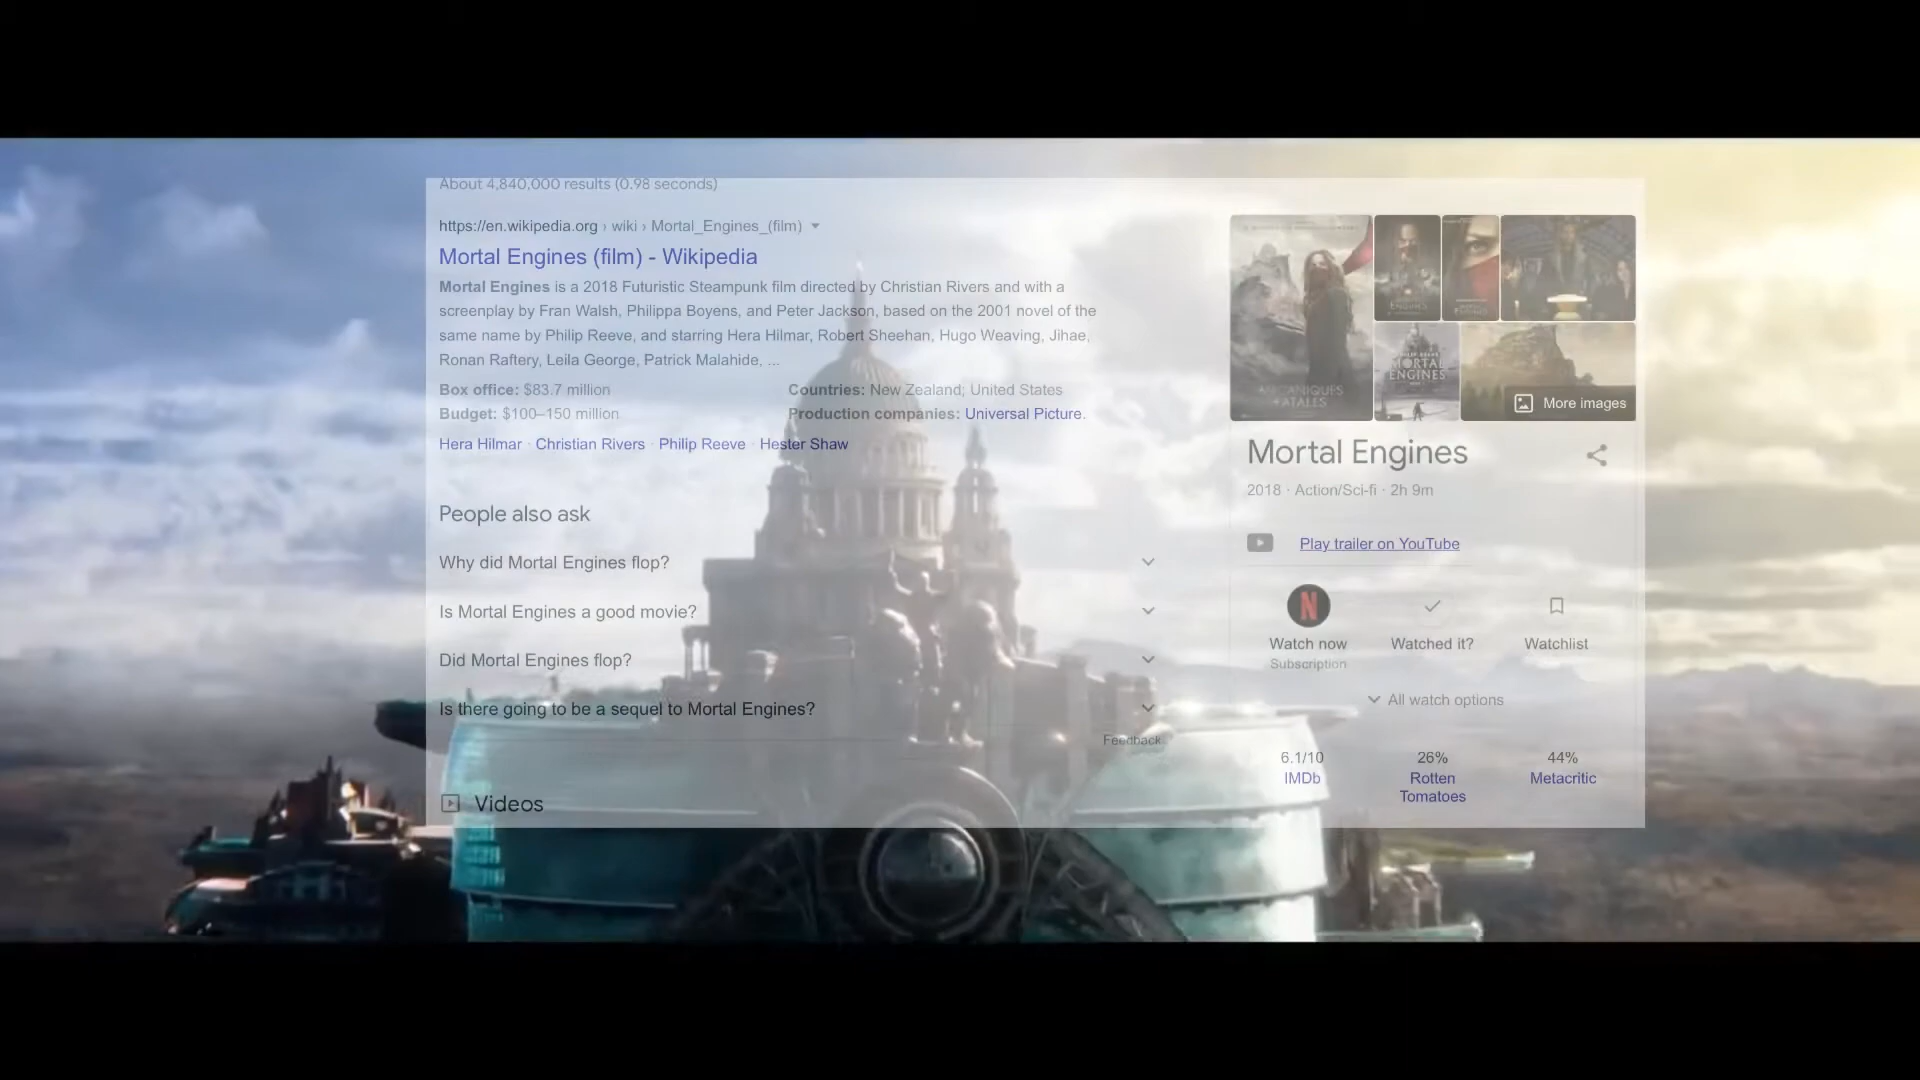 About 4,840,000 results (0.98 seconds)
https://en.wikipedia.org › wiki › Mortal_Engines_(film)
Mortal Engines (film) - Wikipedia
Mortal Engines is a 2018 Futuristic Steampunk film directed by Christian Rivers and with a
screenplay by Fran Walsh, Philippa Boyens, and Peter Jackson, based on the 2001 novel of the
same name by Philip Reeve, and starring Hera Hilmar, Robert Sheehan, Hugo Weaving, Jihae,
Ronan Raftery, Leila George, Patrick Malahide, ...
Box office: $83.7 million
Countries: New Zealand; United States
Budget: $100–150 million
Production companies: Universal Picture.
Hera Hilmar · Christian Rivers · Philip Reeve · Hester Shaw
People also ask
Why did Mortal Engines flop?
Is Mortal Engines a good movie?
Did Mortal Engines flop?
Is there going to be a sequel to Mortal Engines?
Feedback
Videos
MORTAL
ENGINES
More images
Mortal Engines
2018 · Action/Sci-fi · 2h 9m
Play trailer on YouTube
N
Watch now
Subscription
Watched it?
Watchlist
All watch options
6.1/10
IMDb
26%
Rotten
Tomatoes
44%
Metacritic